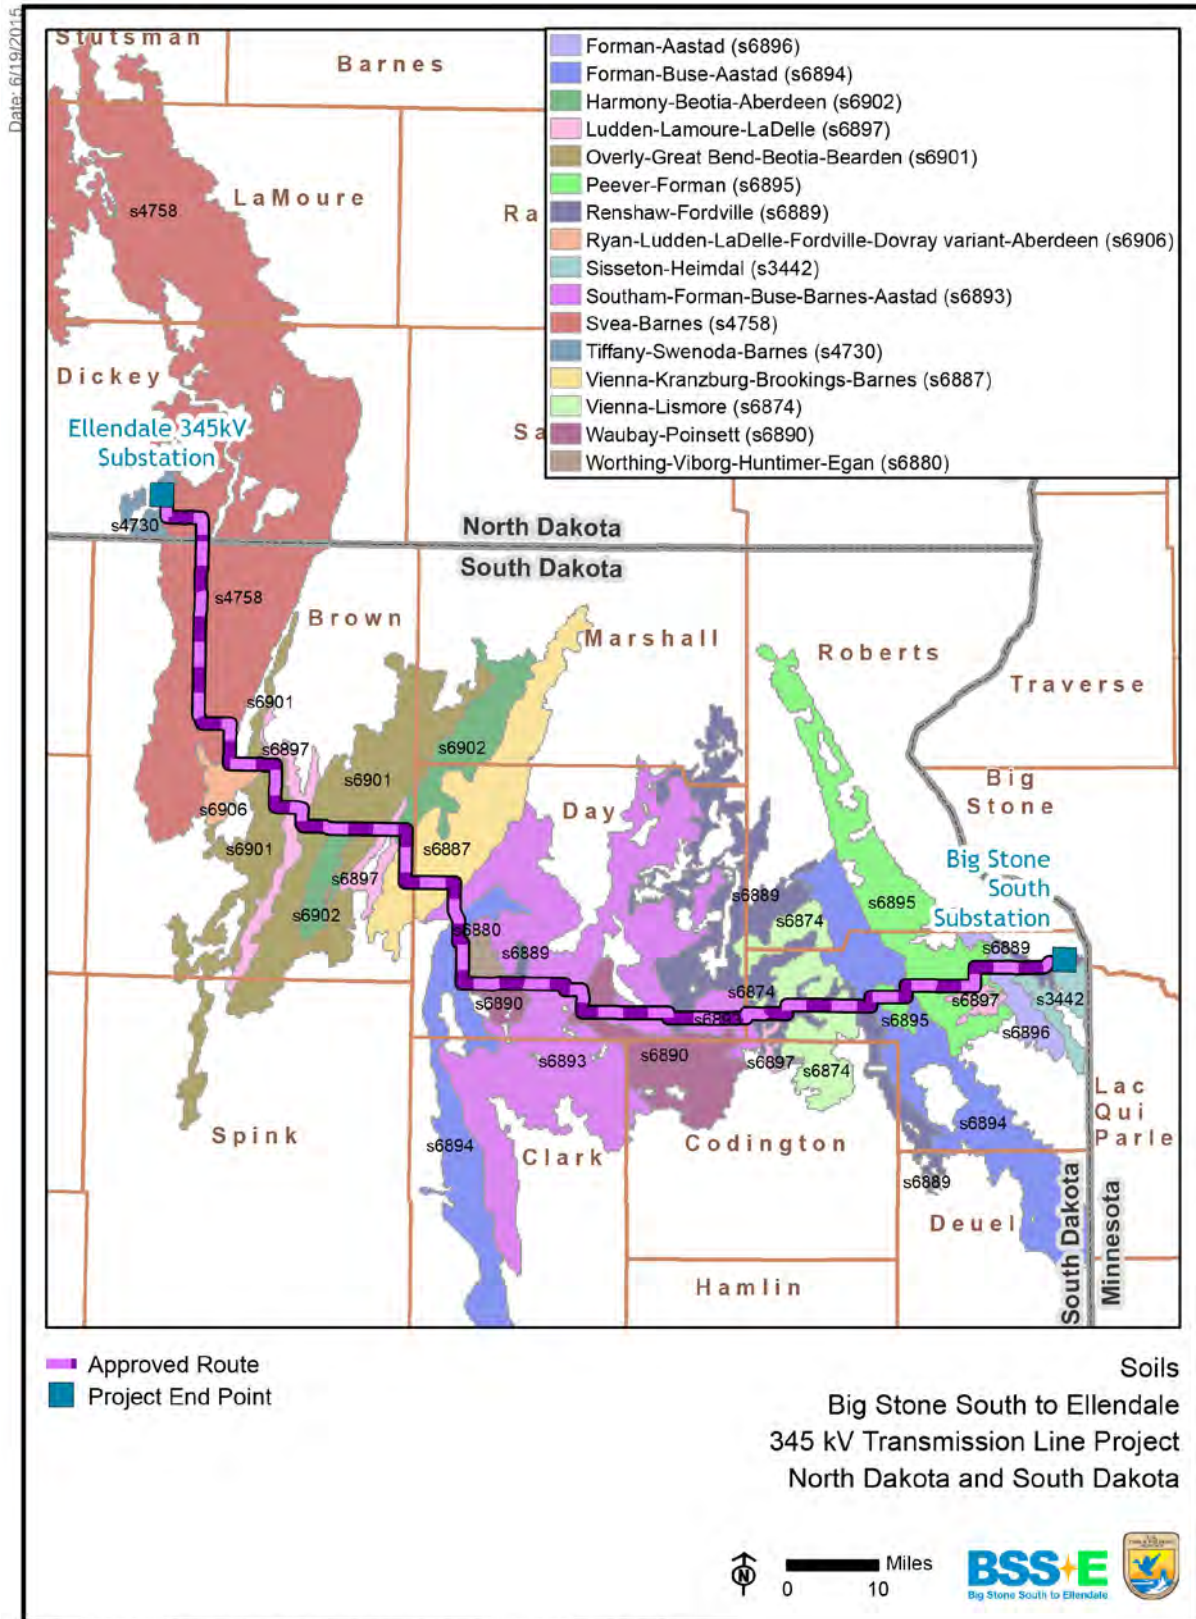 Date: 6/19/2015
Stutsman
Barnes
LaMoure
Ra
Dickey
Sa
Forman-Aastad (s6896)
Forman-Buse-Aastad (s6894)
Harmony-Beotia-Aberdeen (s6902)
Ludden-Lamoure-LaDelle (s6897)
Overly-Great Bend-Beotia-Bearden (s6901)
Peever-Forman (s6895)
Renshaw-Fordville (s6889)
Ryan-Ludden-LaDelle-Fordville-Dovray variant-Aberdeen (s6906)
Sisseton-Heimdal (s3442)
Southam-Forman-Buse-Barnes-Aastad (s6893)
Svea-Barnes (s4758)
Tiffany-Swenoda-Barnes (s4730)
Vienna-Kranzburg-Brookings-Barnes (s6887)
Vienna-Lismore (s6874)
Waubay-Poinsett (s6890)
Worthing-Viborg-Huntimer-Egan (s6880)
s4758
Ellendale 345kV
Substation
s4730
North Dakota
South Dakota
s4758
Brown
Marshall
Roberts
Traverse
s6901
s6897
s6902
s6901
Day
Big
Stone
s6906
s6901
s6887
s6897
s6902
s6880
s6889
s6889
s6874
s6895
Big Stone
South
Substation
s6889
s6890
s6874
s6893
s6895
s6897
s3442
s6896
s6893
s6890
s6897
s6874
s6894
s6894
s6889
Spink
Clark
Codington
Deuel
Hamlin
Lac
Qui
Parle
South Dakota
Minnesota
Approved Route
Project End Point
Soils
Big Stone South to Ellendale
345 kV Transmission Line Project
North Dakota and South Dakota
N
0 10 Miles
BSS+E
Big Stone South to Ellendale